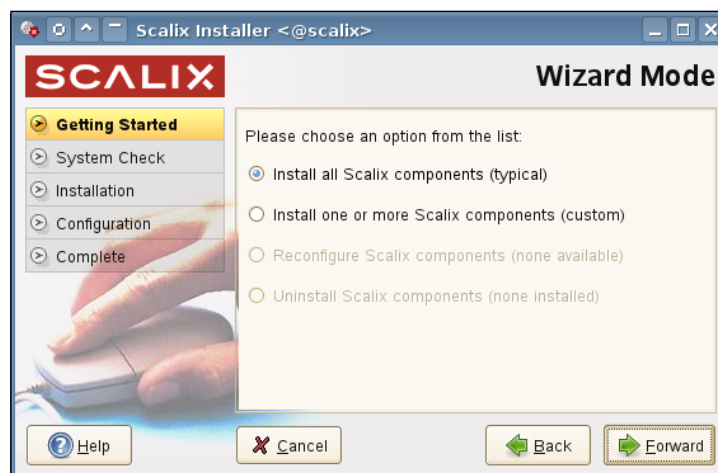 Scalix Installer <@scalix>
SCALIX
Wizard Mode
Getting Started
System Check
Installation
Configuration
Complete
Please choose an option from the list:
Install all Scalix components (typical)
Install one or more Scalix components (custom)
Reconfigure Scalix components (none available)
Uninstall Scalix components (none installed)
Help
Cancel
Back
Forward